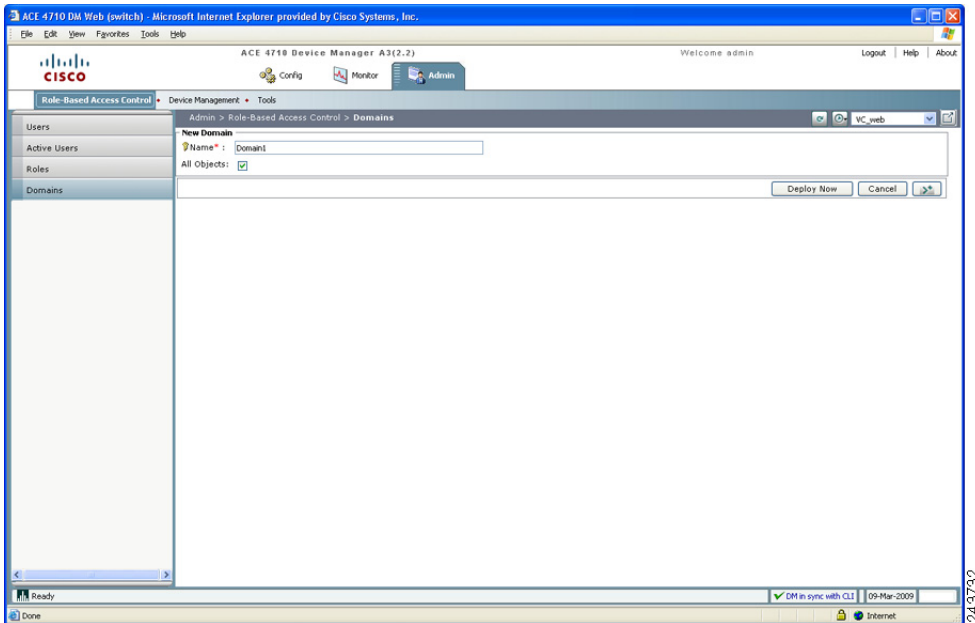 ACE 4710 DM Web (switch) - Microsoft Internet Explorer provided by Cisco Systems, Inc.
File Edit View Favorites Tools Help
CISCO
ACE 4710 Device Manager A3(2.2)
Welcome admin
Logout | Help | About
Config Monitor Admin
Role-Based Access Control • Device Management • Tools
Users
Active Users
Roles
Domains
Admin > Role-Based Access Control > Domains
VC_web
New Domain
Name* : Domain1
All Objects:
Deploy Now Cancel
Ready
DM in sync with CLI 09-Mar-2009
Done
Internet
243732